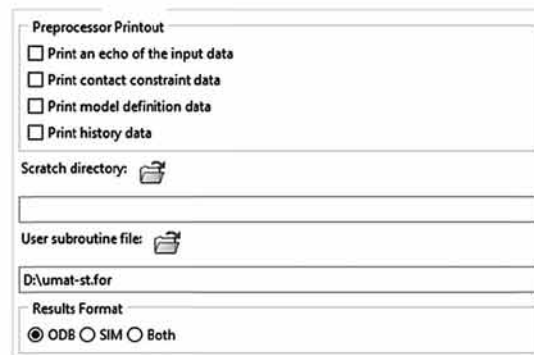 Preprocessor Printout
Print an echo of the input data
Print contact constraint data
Print model definition data
Print history data
Scratch directory:
User subroutine file:
D:\umat-st.for
Results Format
ODB SIM Both